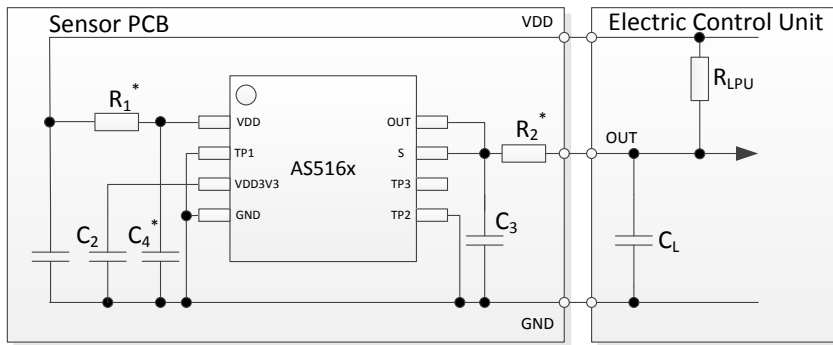 Sensor PCB
VDD
Electric Control Unit
R1*
RLPU
VDD
OUT
R2*
OUT
TP1
AS516x
S
VDD3V3
TP3
GND
TP2
C2
C4*
C3
CL
GND